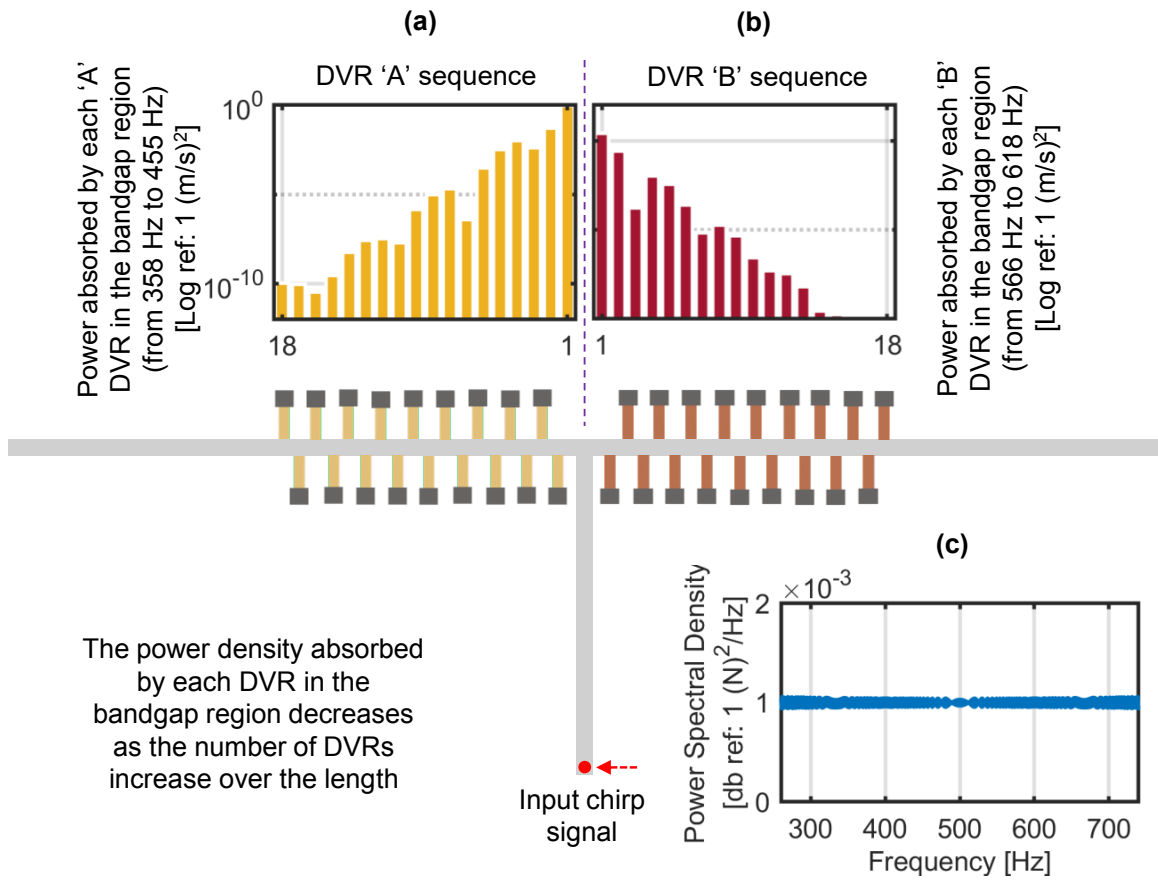 (a)
(b)
Power absorbed by each ‘A’
DVR in the bandgap region
(from 358 Hz to 455 Hz)
[Log ref: 1 (m/s)²]
DVR ‘A’ sequence
10⁰
10⁻¹⁰
18
1
DVR ‘B’ sequence
1
18
Power absorbed by each ‘B’
DVR in the bandgap region
(from 566 Hz to 618 Hz)
[Log ref: 1 (m/s)²]
The power density absorbed
by each DVR in the
bandgap region decreases
as the number of DVRs
increase over the length
Input chirp
signal
(c)
Power Spectral Density
[db ref: 1 (N)²/Hz]
×10⁻³
2
1
0
300
400
500
600
700
Frequency [Hz]